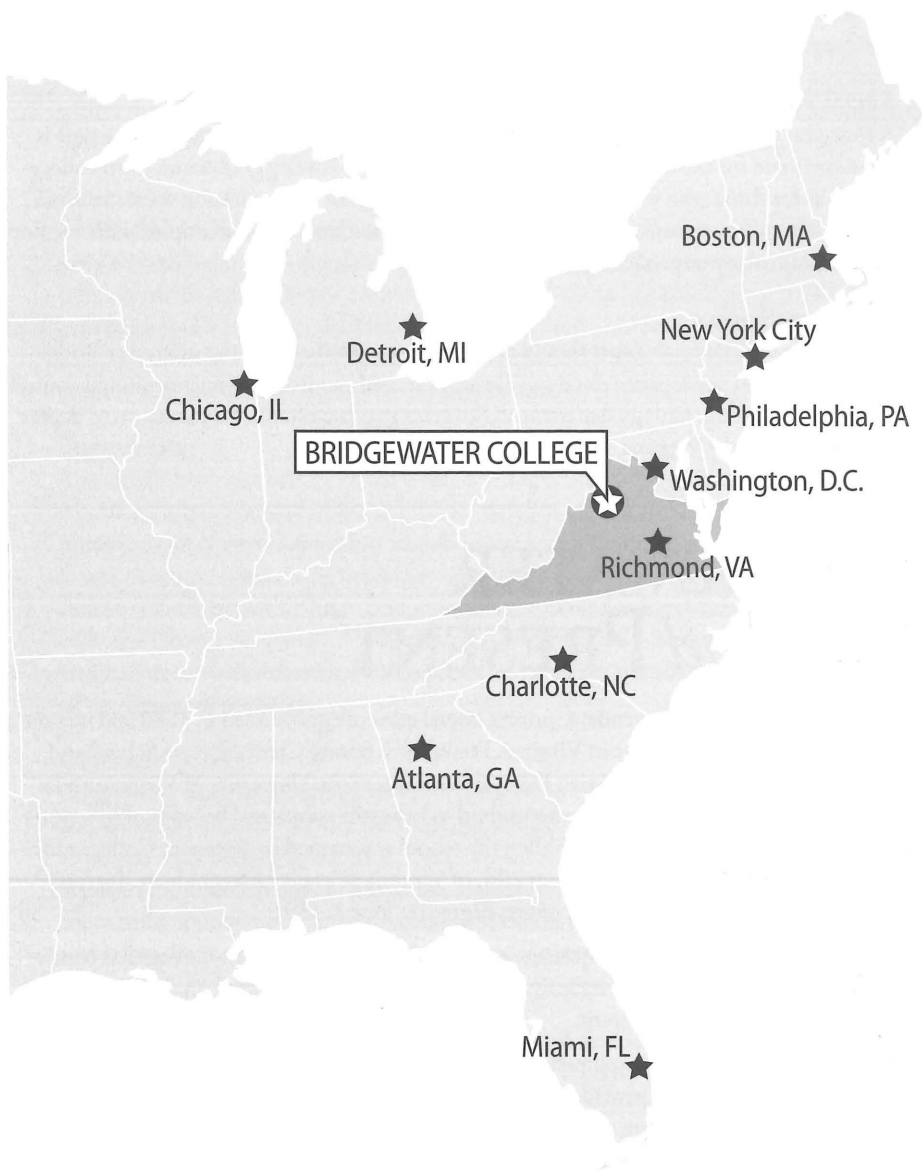 Boston, MA
New York City
Detroit, MI
Chicago, IL
Philadelphia, PA
BRIDGEWATER COLLEGE
Washington, D.C.
Richmond, VA
Charlotte, NC
Atlanta, GA
Miami, FL